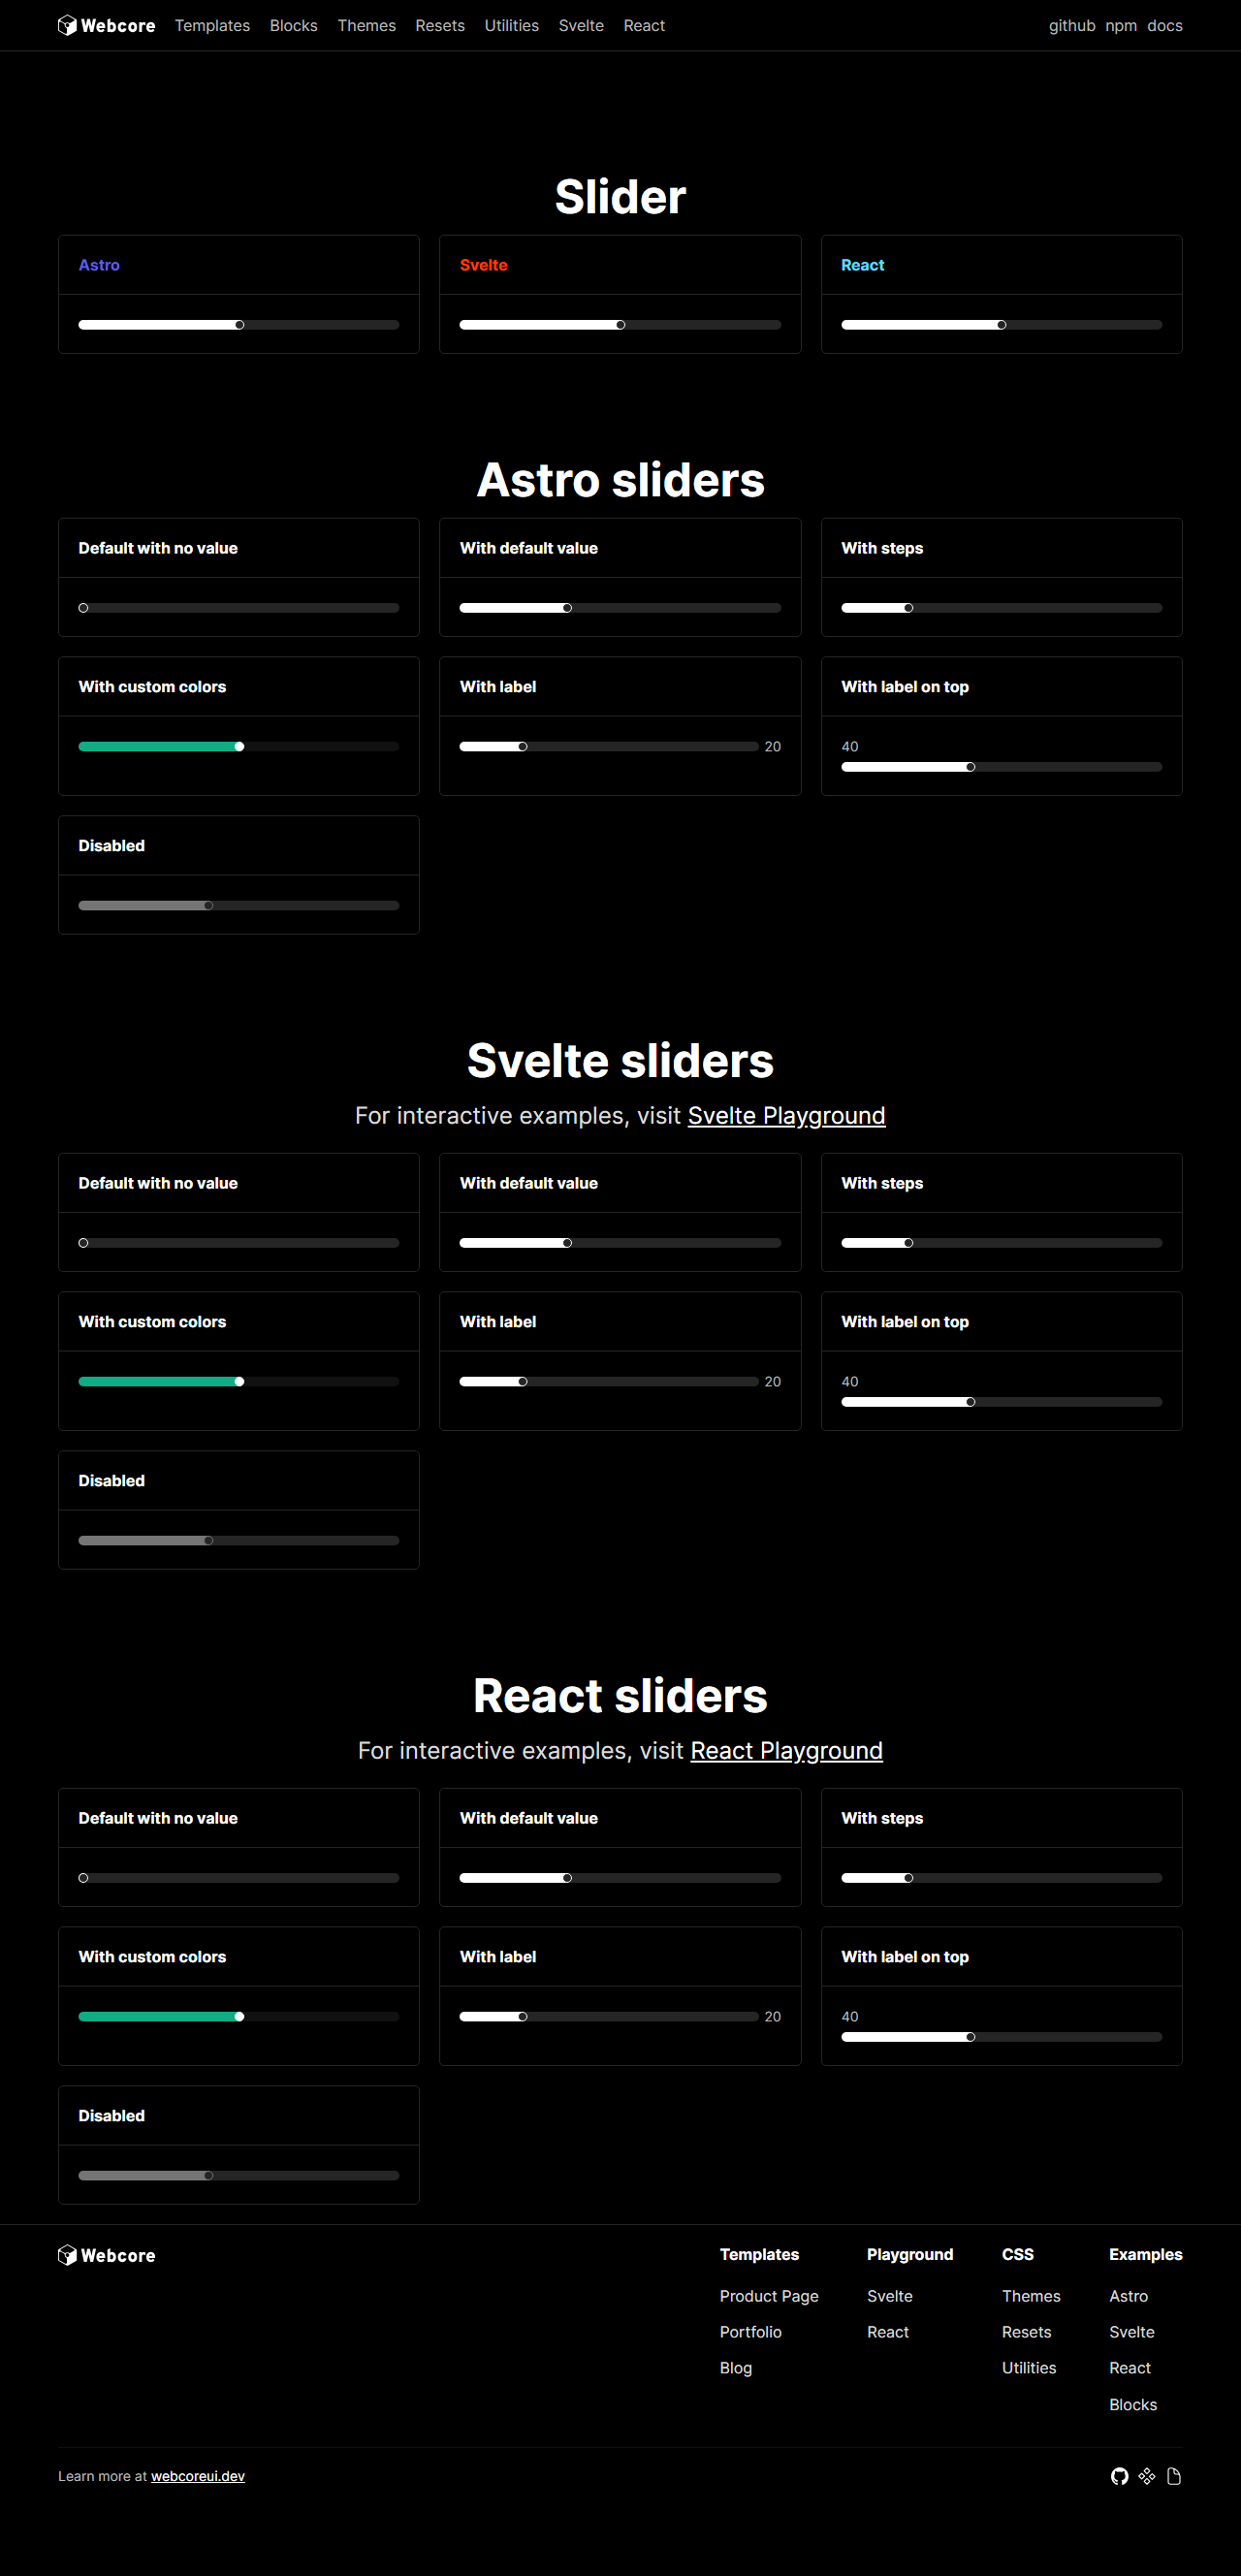 Webcore Templates Blocks Themes Resets Utilities Svelte React github npm docs
Slider
Astro Svelte React
Astro sliders
Default with no value With default value With steps
With custom colors With label With label on top
20 40
Disabled
Svelte sliders
For interactive examples, visit Svelte Playground
Default with no value With default value With steps
With custom colors With label With label on top
20 40
Disabled
React sliders
For interactive examples, visit React Playground
Default with no value With default value With steps
With custom colors With label With label on top
20 40
Disabled
Webcore
Templates
Product Page
Portfolio
Blog
Playground
Svelte
React
CSS
Themes
Resets
Utilities
Examples
Astro
Svelte
React
Blocks
Learn more at webcoreui.dev